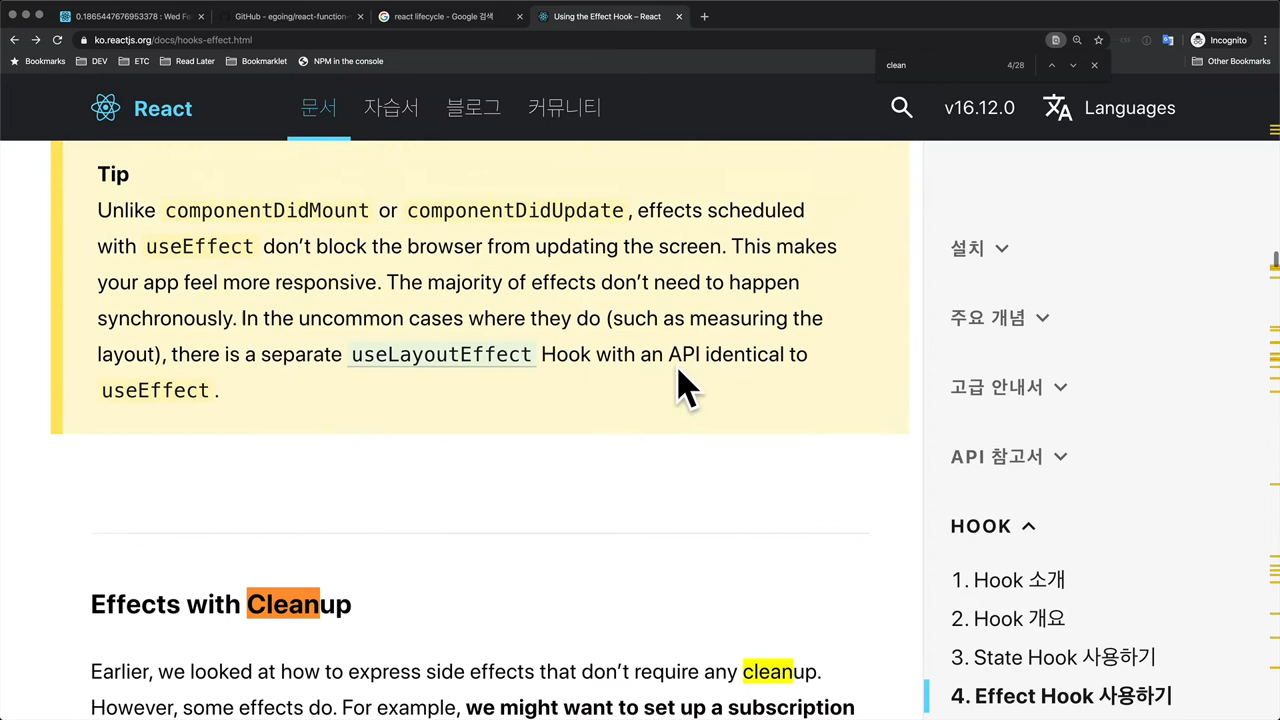 0.1865447676953378 : Wed F
GitHub - egoing/react-function-
react lifecycle - Google 검색
Using the Effect Hook – React
ko.reactjs.org/docs/hooks-effect.html
Incognito
Bookmarks
DEV
ETC
Read Later
Bookmarklet
NPM in the console
clean
4/28
Other Bookmarks
React
문서
자습서
블로그
커뮤니티
v16.12.0
Languages
Tip
Unlike componentDidMount or componentDidUpdate, effects scheduled
with useEffect don’t block the browser from updating the screen. This makes
your app feel more responsive. The majority of effects don’t need to happen
synchronously. In the uncommon cases where they do (such as measuring the
layout), there is a separate useLayoutEffect Hook with an API identical to
useEffect.
Effects with Cleanup
Earlier, we looked at how to express side effects that don’t require any cleanup.
However, some effects do. For example, we might want to set up a subscription
설치
주요 개념
고급 안내서
API 참고서
HOOK
1. Hook 소개
2. Hook 개요
3. State Hook 사용하기
4. Effect Hook 사용하기